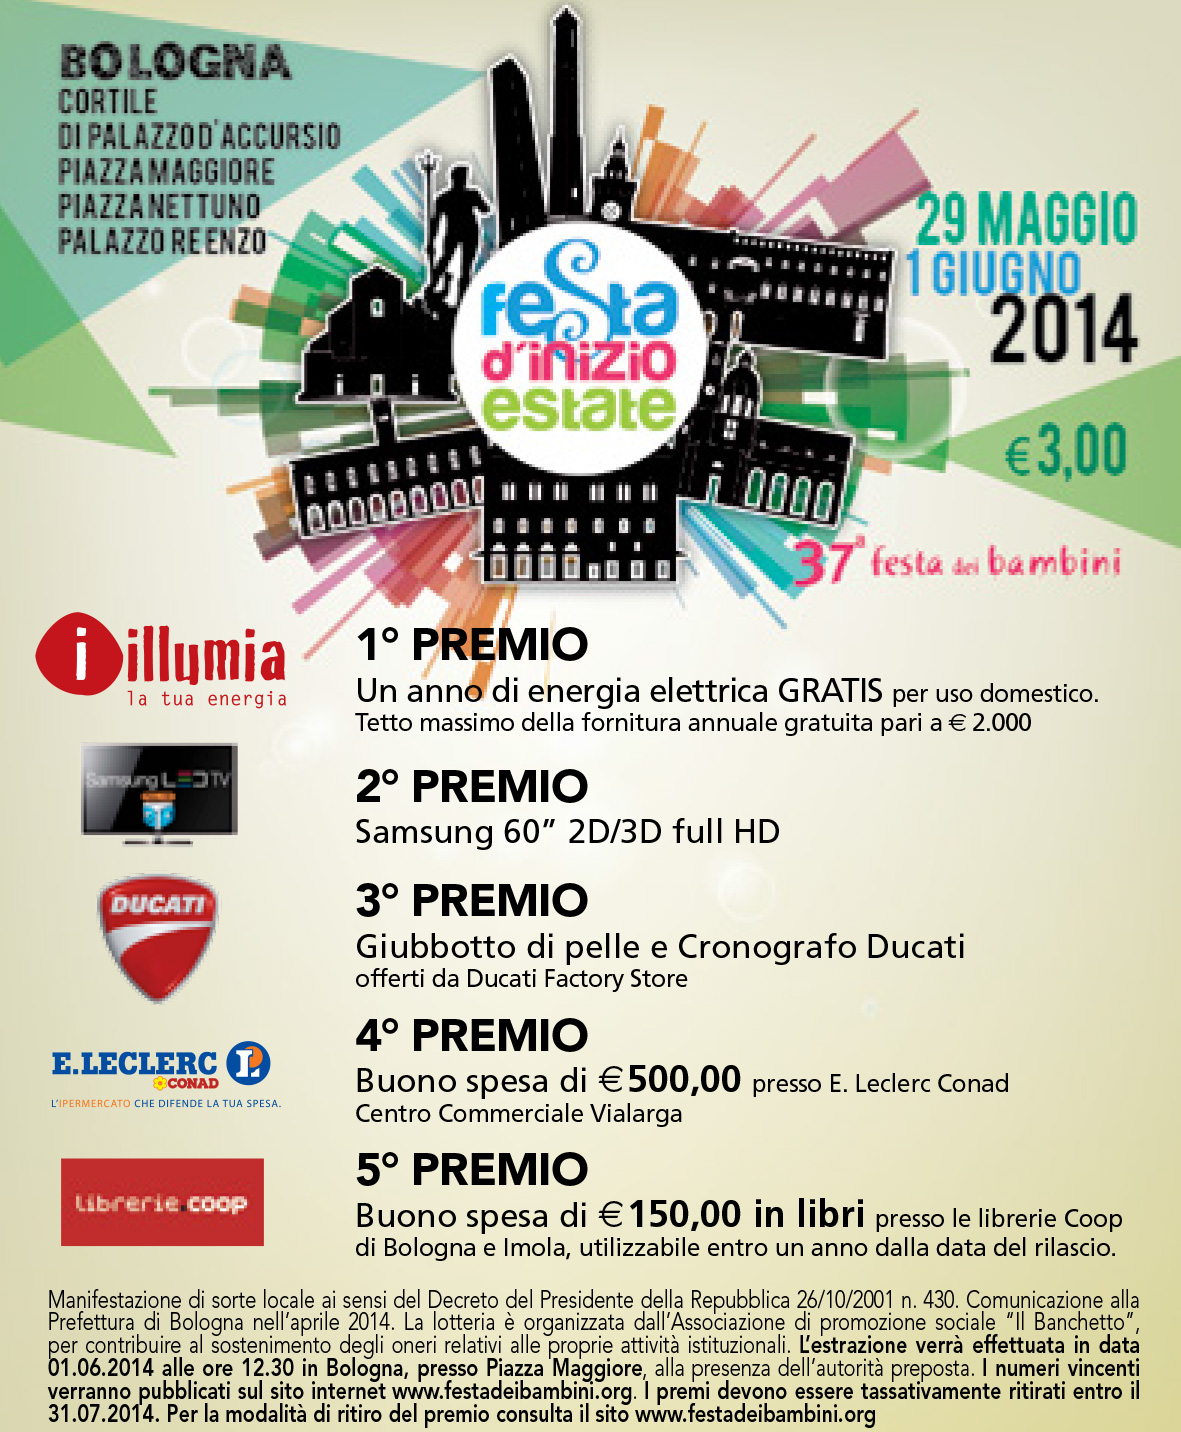 BOLOGNA
CORTILE
DI PALAZZO D'ACCURSIO
PIAZZA MAGGIORE
PIAZZA NETTUNO
PALAZZO RE ENZO
festa
d'inizio
estate
29 MAGGIO
1 GIUGNO
2014
€ 3,00
37ª festa dei bambini
i illumia
la tua energia
1° PREMIO
Un anno di energia elettrica GRATIS per uso domestico.
Tetto massimo della fornitura annuale gratuita pari a € 2.000
Samsung LED TV
2° PREMIO
Samsung 60” 2D/3D full HD
DUCATI
3° PREMIO
Giubbotto di pelle e Cronografo Ducati
offerti da Ducati Factory Store
E.LECLERC L
CONAD
L'IPERMERCATO CHE DIFENDE LA TUA SPESA.
4° PREMIO
Buono spesa di €500,00 presso E. Leclerc Conad
Centro Commerciale Vialarga
librerie.coop
5° PREMIO
Buono spesa di €150,00 in libri presso le librerie Coop
di Bologna e Imola, utilizzabile entro un anno dalla data del rilascio.
Manifestazione di sorte locale ai sensi del Decreto del Presidente della Repubblica 26/10/2001 n. 430. Comunicazione alla
Prefettura di Bologna nell’aprile 2014. La lotteria è organizzata dall’Associazione di promozione sociale “Il Banchetto”,
per contribuire al sostenimento degli oneri relativi alle proprie attività istituzionali. L’estrazione verrà effettuata in data
01.06.2014 alle ore 12.30 in Bologna, presso Piazza Maggiore, alla presenza dell’autorità preposta. I numeri vincenti
verranno pubblicati sul sito internet www.festadeibambini.org. I premi devono essere tassativamente ritirati entro il
31.07.2014. Per la modalità di ritiro del premio consulta il sito www.festadeibambini.org